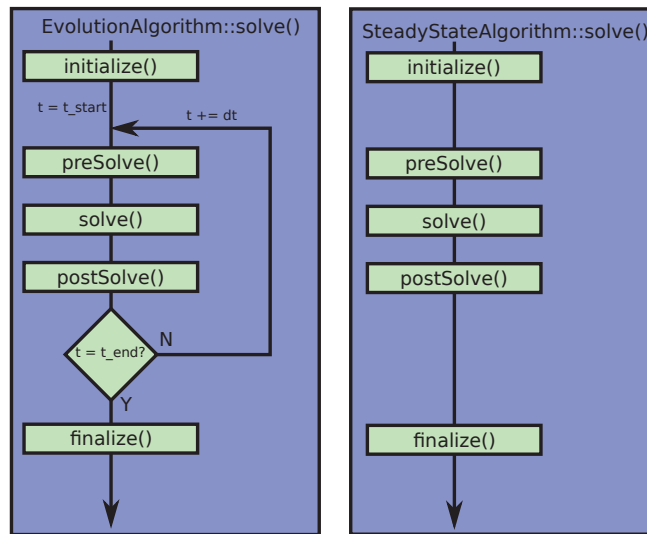 EvolutionAlgorithm::solve()
initialize()
t = t_start
t += dt
preSolve()
solve()
postSolve()
t = t_end?
N
Y
finalize()
SteadyStateAlgorithm::solve()
initialize()
preSolve()
solve()
postSolve()
finalize()